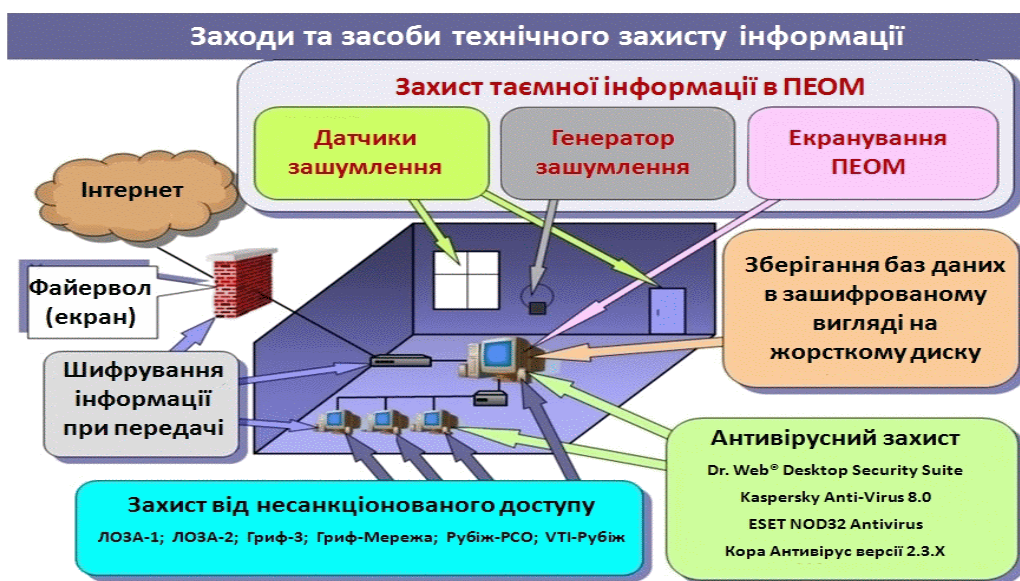 Заходи та засоби технічного захисту інформації
Захист таємної інформації в ПЕОМ
Датчики
зашумлення
Генератор
зашумлення
Екранування
ПЕОМ
Інтернет
Файервол
(екран)
Зберігання баз даних
в зашифрованому
вигляді на
жорсткому диску
Шифрування
інформації
при передачі
Антивірусний захист
Dr. Web® Desktop Security Suite
Kaspersky Anti-Virus 8.0
ESET NOD32 Antivirus
Кора Антивірус версії 2.3.X
Захист від несанкціонованого доступу
ЛОЗА-1; ЛОЗА-2; Гриф-3; Гриф-Мережа; Рубіж-РСО; VTI-Рубіж